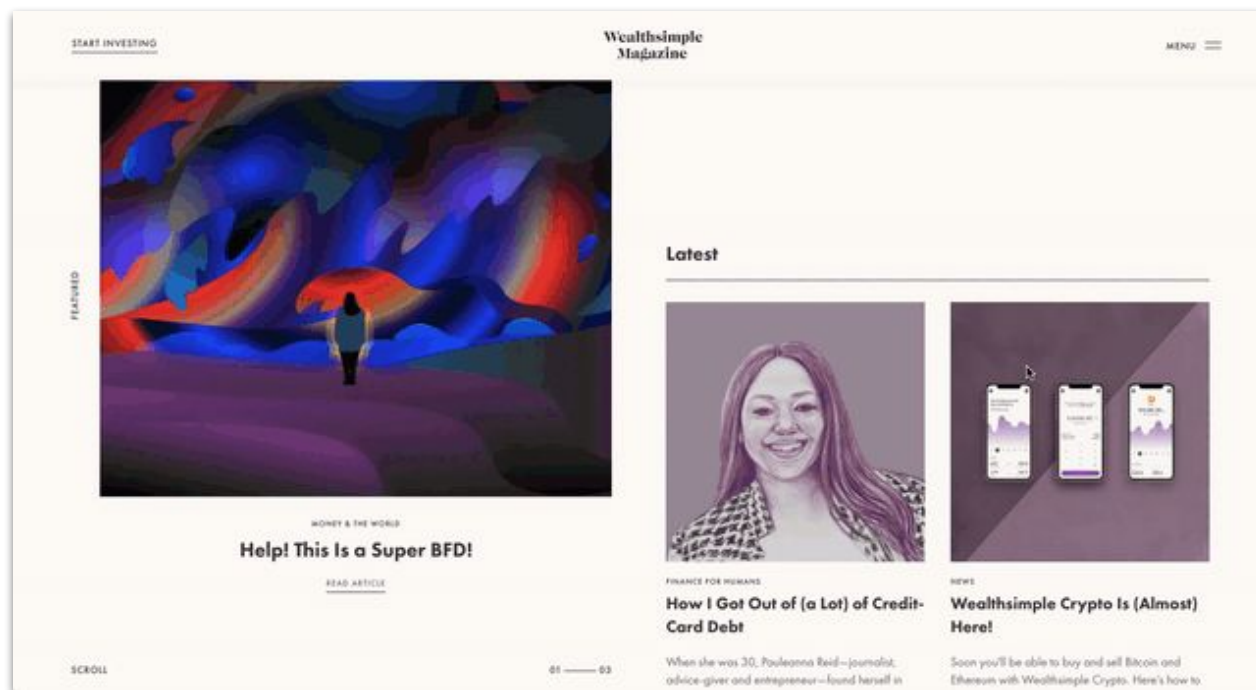 START INVESTING
Wealthsimple
Magazine
MENU
FEATURED
MONEY & THE WORLD
Help! This Is a Super BFD!
READ ARTICLE
SCROLL
01
03
Latest
FINANCE FOR HUMANS
How I Got Out of (a Lot) of Credit-
Card Debt
When she was 30, Pauleanna Reid—journalist,
advice-giver and entrepreneur—found herself in
NEWS
Wealthsimple Crypto Is (Almost)
Here!
Soon you'll be able to buy and sell Bitcoin and
Ethereum with Wealthsimple Crypto. Here's how to